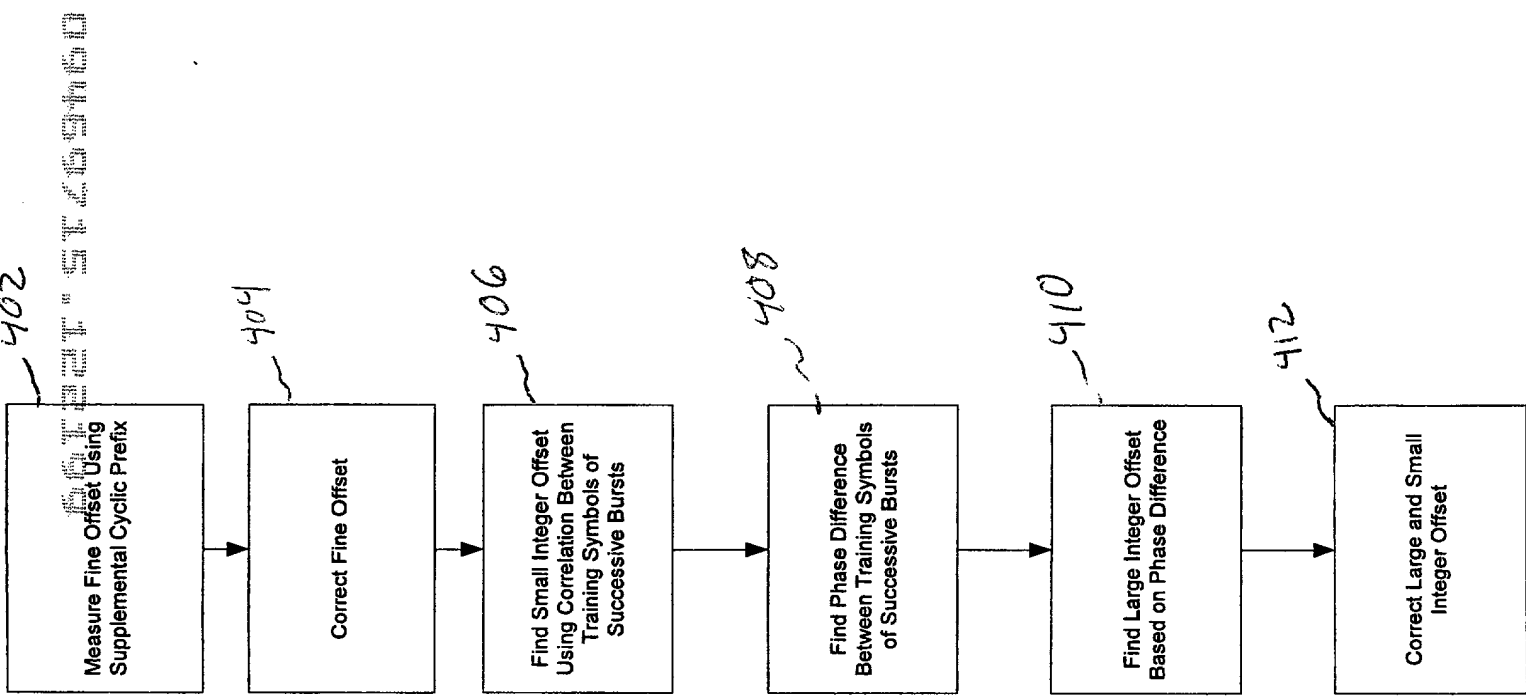 402
Measure Fine Offset Using
Supplemental Cyclic Prefix
404
Correct Fine Offset
406
Find Small Integer Offset
Using Correlation Between
Training Symbols of
Successive Bursts
408
Find Phase Difference
Between Training Symbols
of Successive Bursts
410
Find Large Integer Offset
Based on Phase Difference
412
Correct Large and Small
Integer Offset